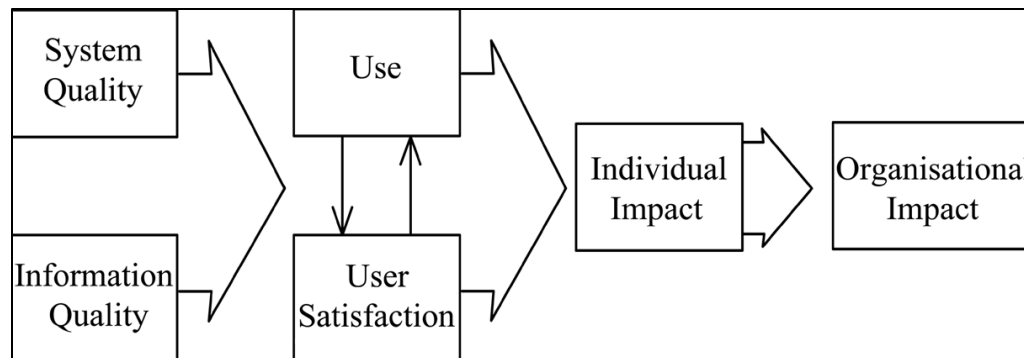 System
Quality
Use
Individual
Impact
Organisational
Impact
Information
Quality
User
Satisfaction